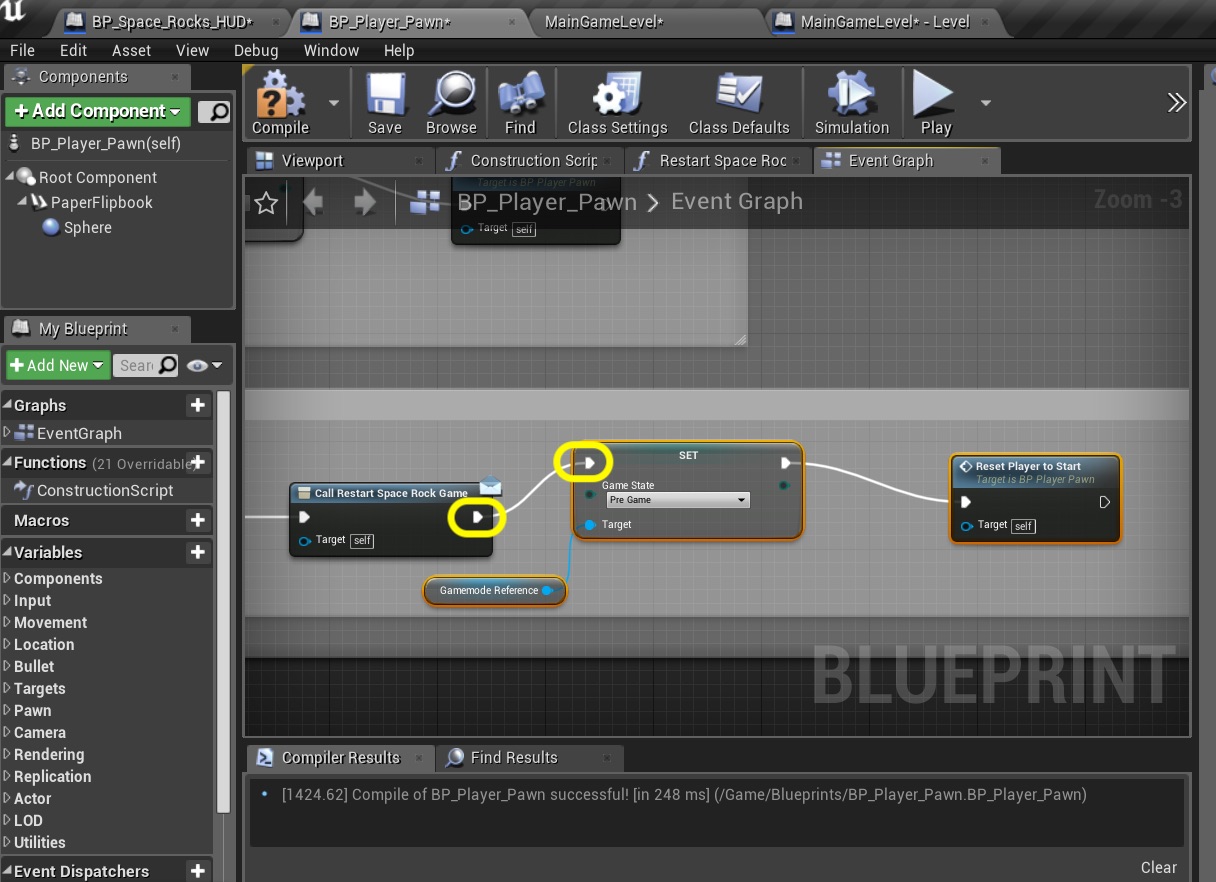 BP_Space_Rocks_HUD*
BP_Player_Pawn*
MainGameLevel*
MainGameLevel* - Level
File Edit Asset View Debug Window Help
Components
+ Add Component
BP_Player_Pawn(self)
Root Component
PaperFlipbook
Sphere
Compile Save Browse Find Class Settings Class Defaults Simulation Play
Viewport
Construction Scrip
Restart Space Roc
Event Graph
BP_Player_Pawn > Event Graph
Zoom -3
Target is BP Player Pawn
Target self
My Blueprint
+ Add New
Sear
Graphs
EventGraph
Functions (21 Overridable
ConstructionScript
Macros
Variables
Components
Input
Movement
Location
Bullet
Targets
Pawn
Camera
Rendering
Replication
Actor
LOD
Utilities
Event Dispatchers
Call Restart Space Rock Game
Target self
Gamemode Reference
SET
Game State
Pre Game
Target
Reset Player to Start
Target is BP Player Pawn
Target self
BLUEPRINT
Compiler Results
Find Results
[1424.62] Compile of BP_Player_Pawn successful! [in 248 ms] (/Game/Blueprints/BP_Player_Pawn.BP_Player_Pawn)
Clear